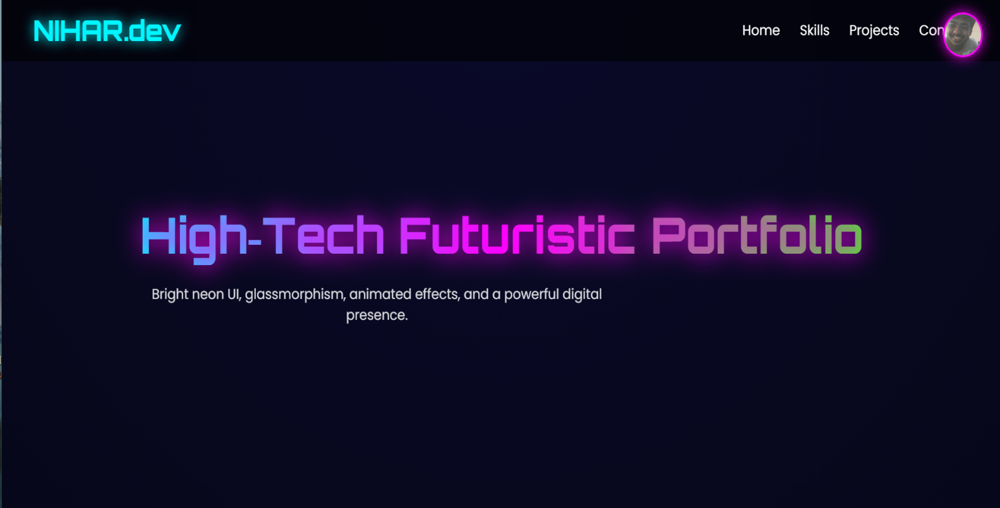 NIHAR.dev
Home Skills Projects Con
High-Tech Futuristic Portfolio
Bright neon UI, glassmorphism, animated effects, and a powerful digital
presence.